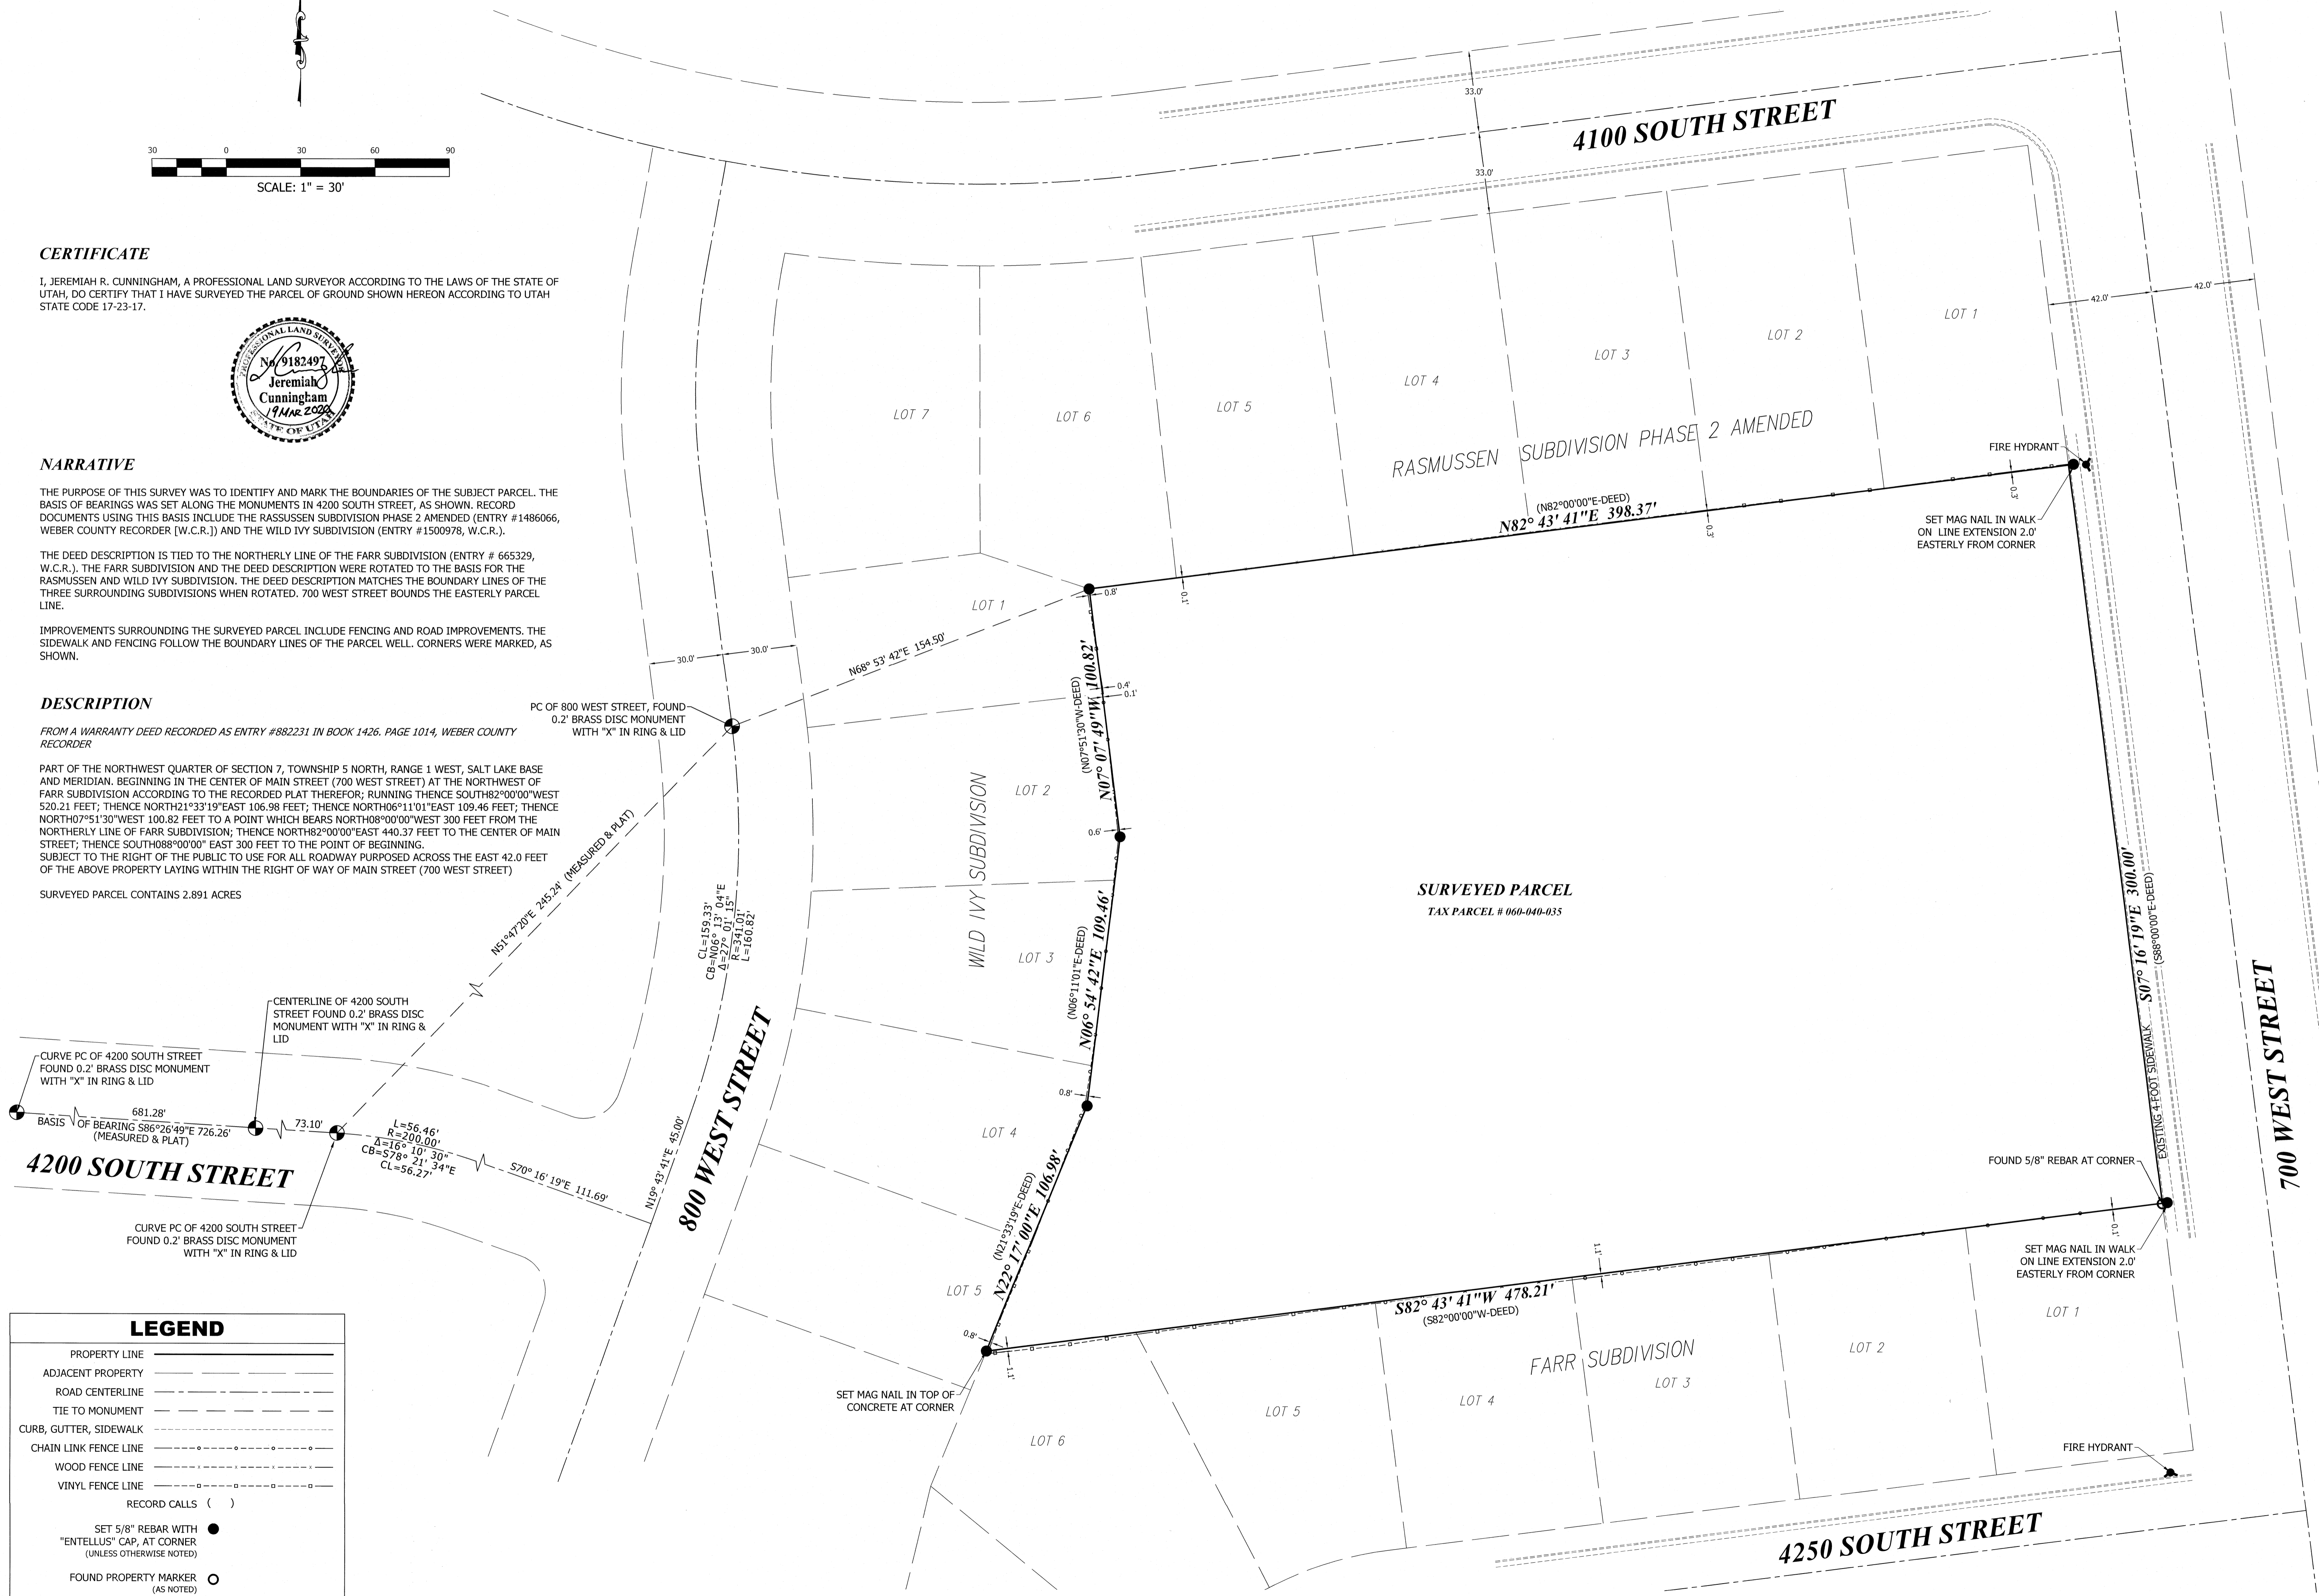 30 0 30 60 90
SCALE: 1" = 30'
CERTIFICATE
I, JEREMIAH R. CUNNINGHAM, A PROFESSIONAL LAND SURVEYOR ACCORDING TO THE LAWS OF THE STATE OF
UTAH, DO CERTIFY THAT I HAVE SURVEYED THE PARCEL OF GROUND SHOWN HEREON ACCORDING TO UTAH
STATE CODE 17-23-17.
PROFESSIONAL LAND SURVEYOR
No. 9182497
Jeremiah
Cunningham
19 MAR 2020
STATE OF UTAH
NARRATIVE
THE PURPOSE OF THIS SURVEY WAS TO IDENTIFY AND MARK THE BOUNDARIES OF THE SUBJECT PARCEL. THE
BASIS OF BEARINGS WAS SET ALONG THE MONUMENTS IN 4200 SOUTH STREET, AS SHOWN. RECORD
DOCUMENTS USING THIS BASIS INCLUDE THE RASSUSSEN SUBDIVISION PHASE 2 AMENDED (ENTRY #1486066,
WEBER COUNTY RECORDER [W.C.R.]) AND THE WILD IVY SUBDIVISION (ENTRY #1500978, W.C.R.).
THE DEED DESCRIPTION IS TIED TO THE NORTHERLY LINE OF THE FARR SUBDIVISION (ENTRY # 665329,
W.C.R.). THE FARR SUBDIVISION AND THE DEED DESCRIPTION WERE ROTATED TO THE BASIS FOR THE
RASMUSSEN AND WILD IVY SUBDIVISION. THE DEED DESCRIPTION MATCHES THE BOUNDARY LINES OF THE
THREE SURROUNDING SUBDIVISIONS WHEN ROTATED. 700 WEST STREET BOUNDS THE EASTERLY PARCEL
LINE.
IMPROVEMENTS SURROUNDING THE SURVEYED PARCEL INCLUDE FENCING AND ROAD IMPROVEMENTS. THE
SIDEWALK AND FENCING FOLLOW THE BOUNDARY LINES OF THE PARCEL WELL. CORNERS WERE MARKED, AS
SHOWN.
DESCRIPTION
FROM A WARRANTY DEED RECORDED AS ENTRY #882231 IN BOOK 1426. PAGE 1014, WEBER COUNTY
RECORDER
PART OF THE NORTHWEST QUARTER OF SECTION 7, TOWNSHIP 5 NORTH, RANGE 1 WEST, SALT LAKE BASE
AND MERIDIAN. BEGINNING IN THE CENTER OF MAIN STREET (700 WEST STREET) AT THE NORTHWEST OF
FARR SUBDIVISION ACCORDING TO THE RECORDED PLAT THEREFOR; RUNNING THENCE SOUTH82°00'00"WEST
520.21 FEET; THENCE NORTH21°33'19"EAST 106.98 FEET; THENCE NORTH06°11'01"EAST 109.46 FEET; THENCE
NORTH07°51'30"WEST 100.82 FEET TO A POINT WHICH BEARS NORTH08°00'00"WEST 300 FEET FROM THE
NORTHERLY LINE OF FARR SUBDIVISION; THENCE NORTH82°00'00"EAST 440.37 FEET TO THE CENTER OF MAIN
STREET; THENCE SOUTH088°00'00" EAST 300 FEET TO THE POINT OF BEGINNING.
SUBJECT TO THE RIGHT OF THE PUBLIC TO USE FOR ALL ROADWAY PURPOSED ACROSS THE EAST 42.0 FEET
OF THE ABOVE PROPERTY LAYING WITHIN THE RIGHT OF WAY OF MAIN STREET (700 WEST STREET)
SURVEYED PARCEL CONTAINS 2.891 ACRES
PC OF 800 WEST STREET, FOUND
0.2' BRASS DISC MONUMENT
WITH "X" IN RING & LID
CENTERLINE OF 4200 SOUTH
STREET FOUND 0.2' BRASS DISC
MONUMENT WITH "X" IN RING &
LID
CURVE PC OF 4200 SOUTH STREET
FOUND 0.2' BRASS DISC MONUMENT
WITH "X" IN RING & LID
681.28'
BASIS OF BEARING S86°26'49"E 726.26'
(MEASURED & PLAT)
73.10'
L=56.46'
R=200.00'
Δ=16° 10' 30"
CB=S78° 21' 34"E
CL=56.27'
S70° 16' 19"E 111.69'
4200 SOUTH STREET
CURVE PC OF 4200 SOUTH STREET
FOUND 0.2' BRASS DISC MONUMENT
WITH "X" IN RING & LID
N51°47'20"E 245.24' (MEASURED & PLAT)
30.0'
30.0'
N68° 53' 42"E 154.50'
CL=159.33'
CB=N06° 13' 04"E
Δ=27° 01' 15"
R=341.01'
L=160.82'
N19° 43' 41"E 45.00'
800 WEST STREET
LEGEND
PROPERTY LINE
ADJACENT PROPERTY
ROAD CENTERLINE
TIE TO MONUMENT
CURB, GUTTER, SIDEWALK
CHAIN LINK FENCE LINE
WOOD FENCE LINE
VINYL FENCE LINE
RECORD CALLS ( )
SET 5/8" REBAR WITH
"ENTELLUS" CAP, AT CORNER
(UNLESS OTHERWISE NOTED)
FOUND PROPERTY MARKER
(AS NOTED)
33.0'
33.0'
4100 SOUTH STREET
42.0'
42.0'
LOT 7
LOT 6
LOT 5
LOT 4
LOT 3
LOT 2
LOT 1
RASMUSSEN SUBDIVISION PHASE 2 AMENDED
FIRE HYDRANT
(N82°00'00"E-DEED)
N82° 43' 41"E 398.37'
0.3'
0.3'
SET MAG NAIL IN WALK
ON LINE EXTENSION 2.0'
EASTERLY FROM CORNER
0.8'
0.1'
LOT 1
0.4'
0.1'
(N07°51'30"W-DEED)
N07° 07' 49"W 100.82'
WILD IVY SUBDIVISION
LOT 2
0.6'
LOT 3
(N06°11'01"E-DEED)
N06° 54' 42"E 109.46'
0.8'
LOT 4
(N21°33'19"E-DEED)
N22° 17' 00"E 106.98'
LOT 5
0.8'
1.1'
SET MAG NAIL IN TOP OF
CONCRETE AT CORNER
SURVEYED PARCEL
TAX PARCEL # 060-040-035
S07° 16' 19"E 300.00'
(S88°00'00"E-DEED)
EXISTING 4-FOOT SIDEWALK
700 WEST STREET
FOUND 5/8" REBAR AT CORNER
0.1'
SET MAG NAIL IN WALK
ON LINE EXTENSION 2.0'
EASTERLY FROM CORNER
1.1'
S82° 43' 41"W 478.21'
(S82°00'00"W-DEED)
FARR SUBDIVISION
LOT 1
LOT 2
LOT 3
LOT 4
LOT 5
LOT 6
FIRE HYDRANT
4250 SOUTH STREET